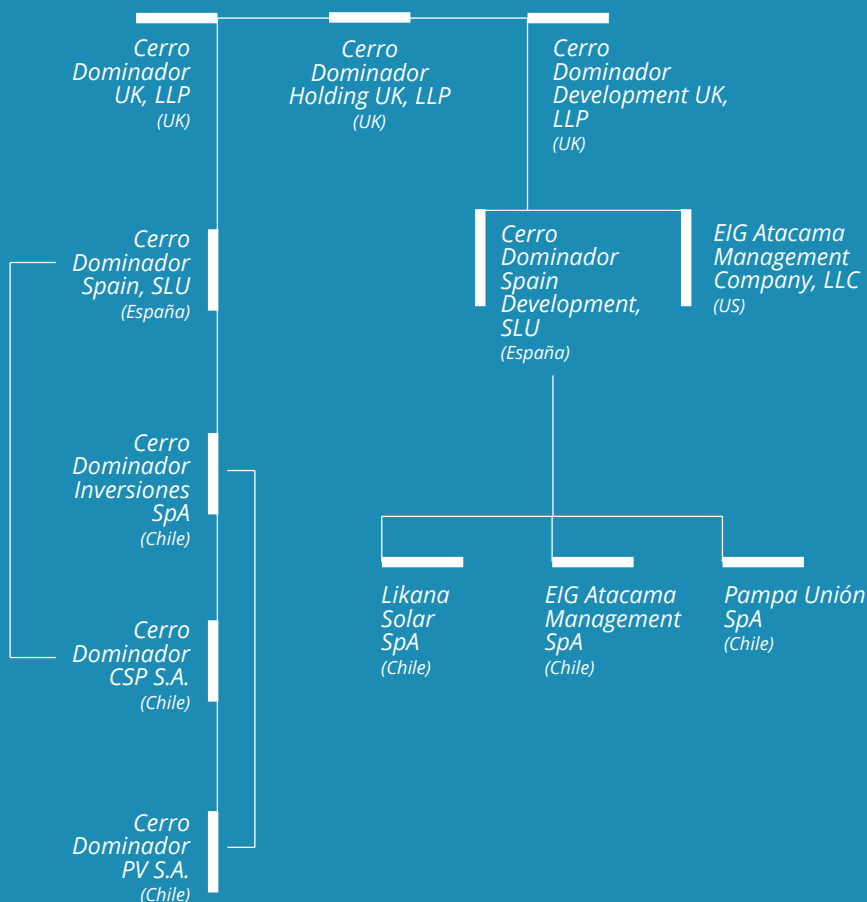 Cerro
Dominador
UK, LLP
(UK)
Cerro
Dominador
Holding UK, LLP
(UK)
Cerro
Dominador
Development UK,
LLP
(UK)
Cerro
Dominador
Spain, SLU
(España)
Cerro
Dominador
Spain
Development,
SLU
(España)
EIG Atacama
Management
Company, LLC
(US)
Cerro
Dominador
Inversiones
SpA
(Chile)
Likana
Solar
SpA
(Chile)
EIG Atacama
Management
SpA
(Chile)
Pampa Unión
SpA
(Chile)
Cerro
Dominador
CSP S.A.
(Chile)
Cerro
Dominador
PV S.A.
(Chile)